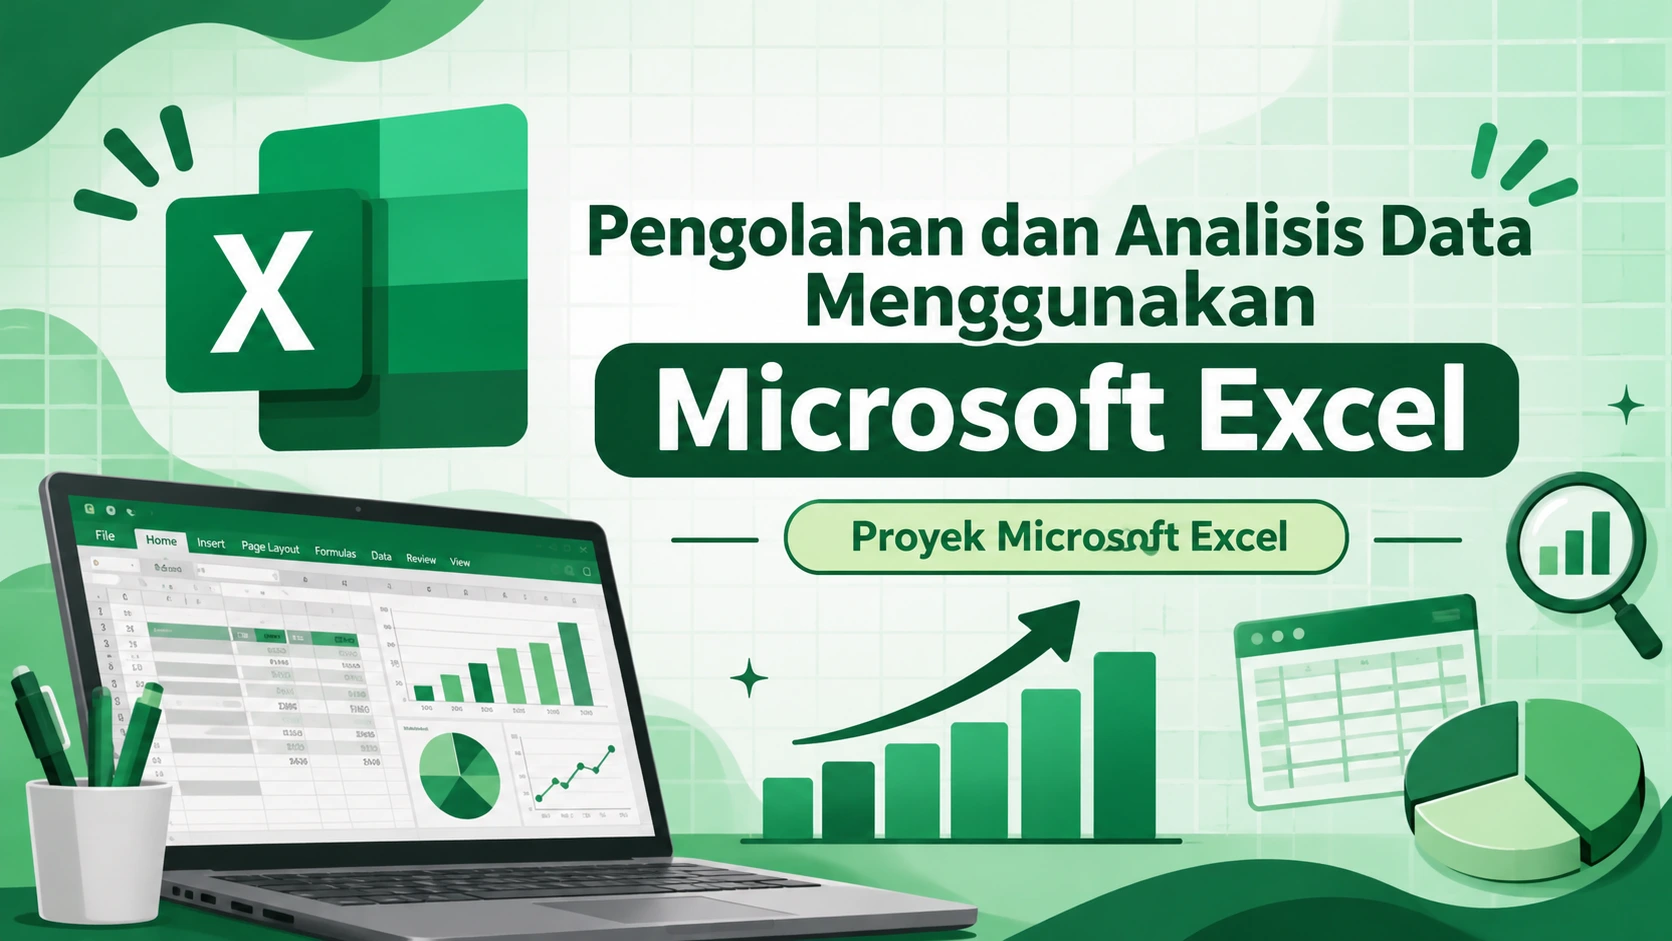 X
Pengolahan dan Analisis Data
Menggunakan
Microsoft Excel
Proyek Microsoft Excel
File Home Insert Page Layout Formulas Data Review View